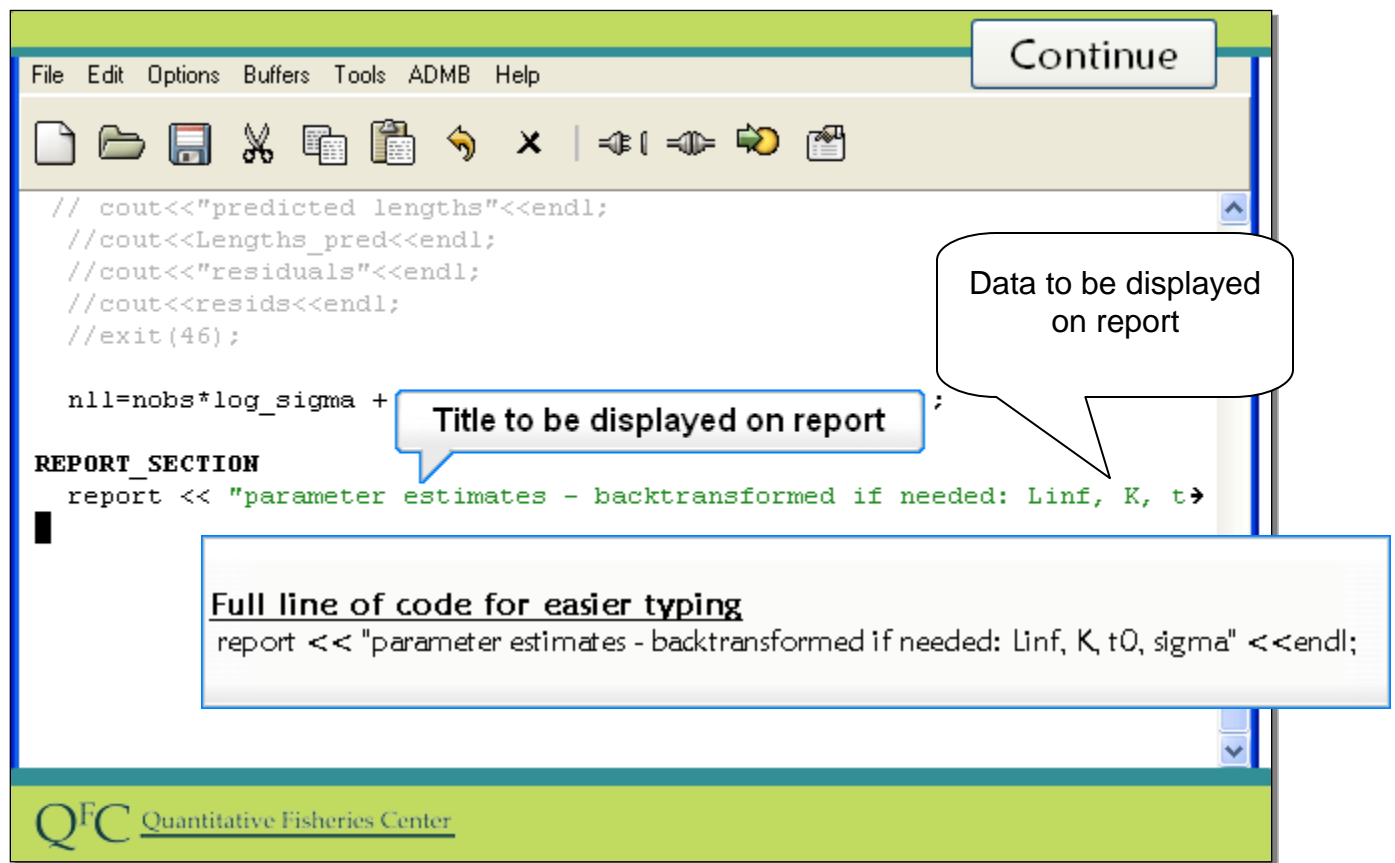 Continue
File Edit Options Buffers Tools ADMB Help
// cout<<"predicted lengths"<<endl;
//cout<<Lengths_pred<<endl;
//cout<<"residuals"<<endl;
//cout<<resids<<endl;
//exit(46);
Data to be displayed
on report
nll=nobs*log_sigma + ;
Title to be displayed on report
REPORT_SECTION
report << "parameter estimates - backtransformed if needed: Linf, K, t
Full line of code for easier typing
report << "parameter estimates - backtransformed if needed: Linf, K, t0, sigma" <<endl;
QFC Quantitative Fisheries Center